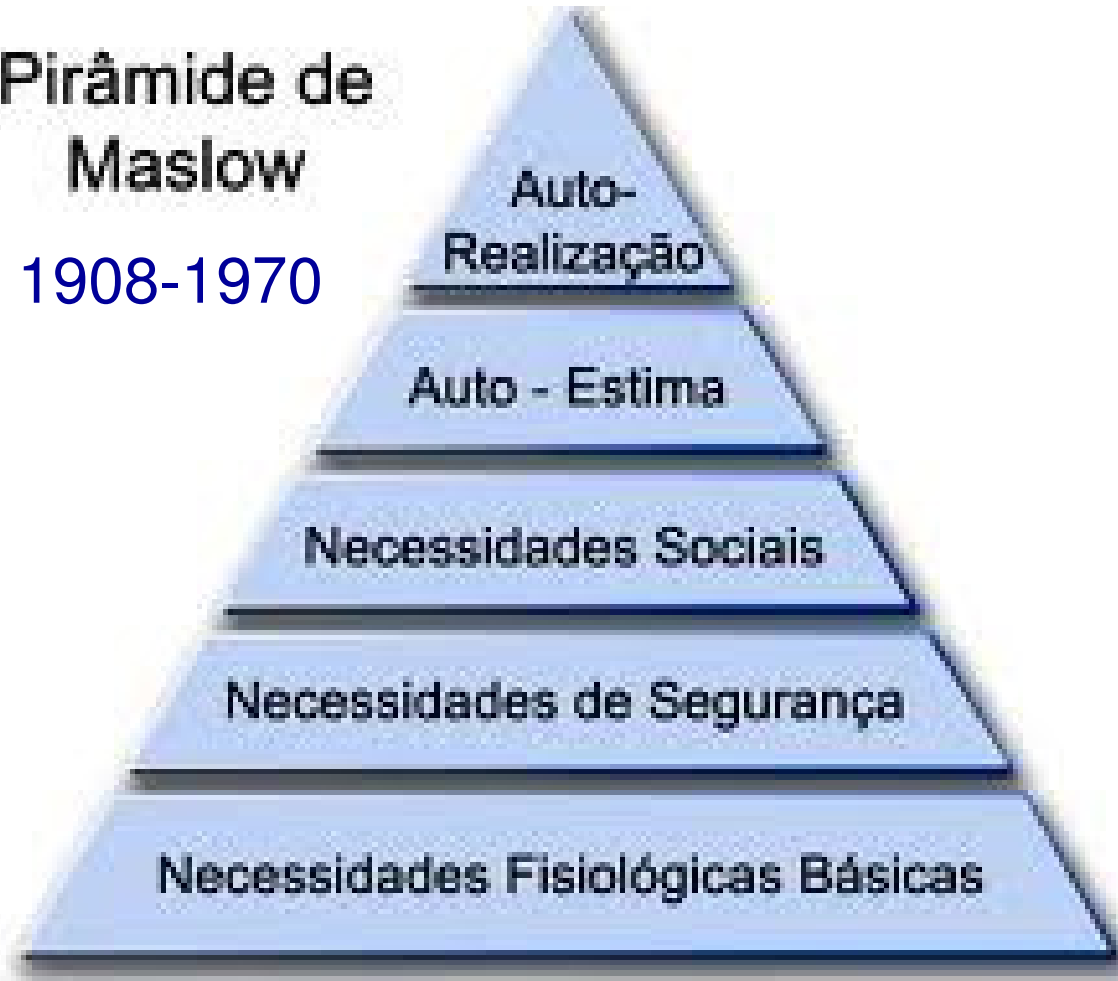 Pirâmide de
Maslow
1908-1970
Auto-
Realização
Auto - Estima
Necessidades Sociais
Necessidades de Segurança
Necessidades Fisiológicas Básicas